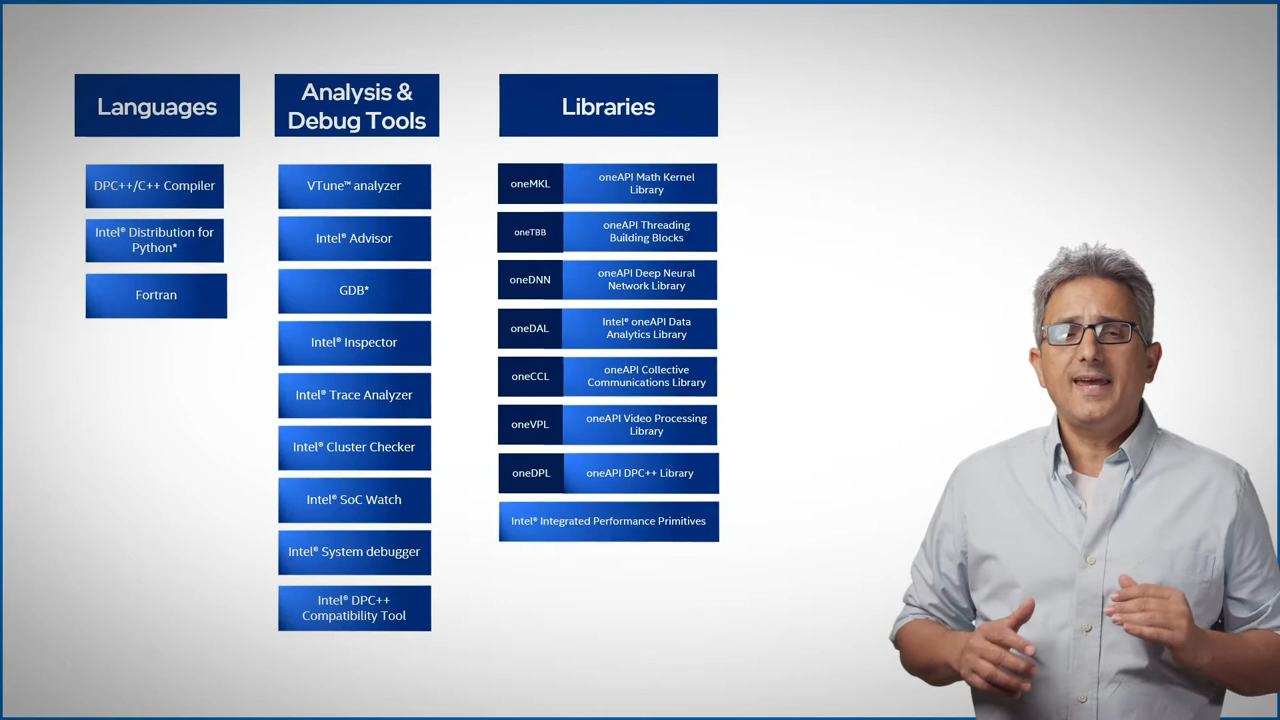 Languages
DPC++/C++ Compiler
Intel® Distribution for
Python*
Fortran
Analysis &
Debug Tools
VTune™ analyzer
Intel® Advisor
GDB*
Intel® Inspector
Intel® Trace Analyzer
Intel® Cluster Checker
Intel® SoC Watch
Intel® System debugger
Intel® DPC++
Compatibility Tool
Libraries
oneMKL
oneAPI Math Kernel
Library
oneTBB
oneAPI Threading
Building Blocks
oneDNN
oneAPI Deep Neural
Network Library
oneDAL
Intel® oneAPI Data
Analytics Library
oneCCL
oneAPI Collective
Communications Library
oneVPL
oneAPI Video Processing
Library
oneDPL
oneAPI DPC++ Library
Intel® Integrated Performance Primitives